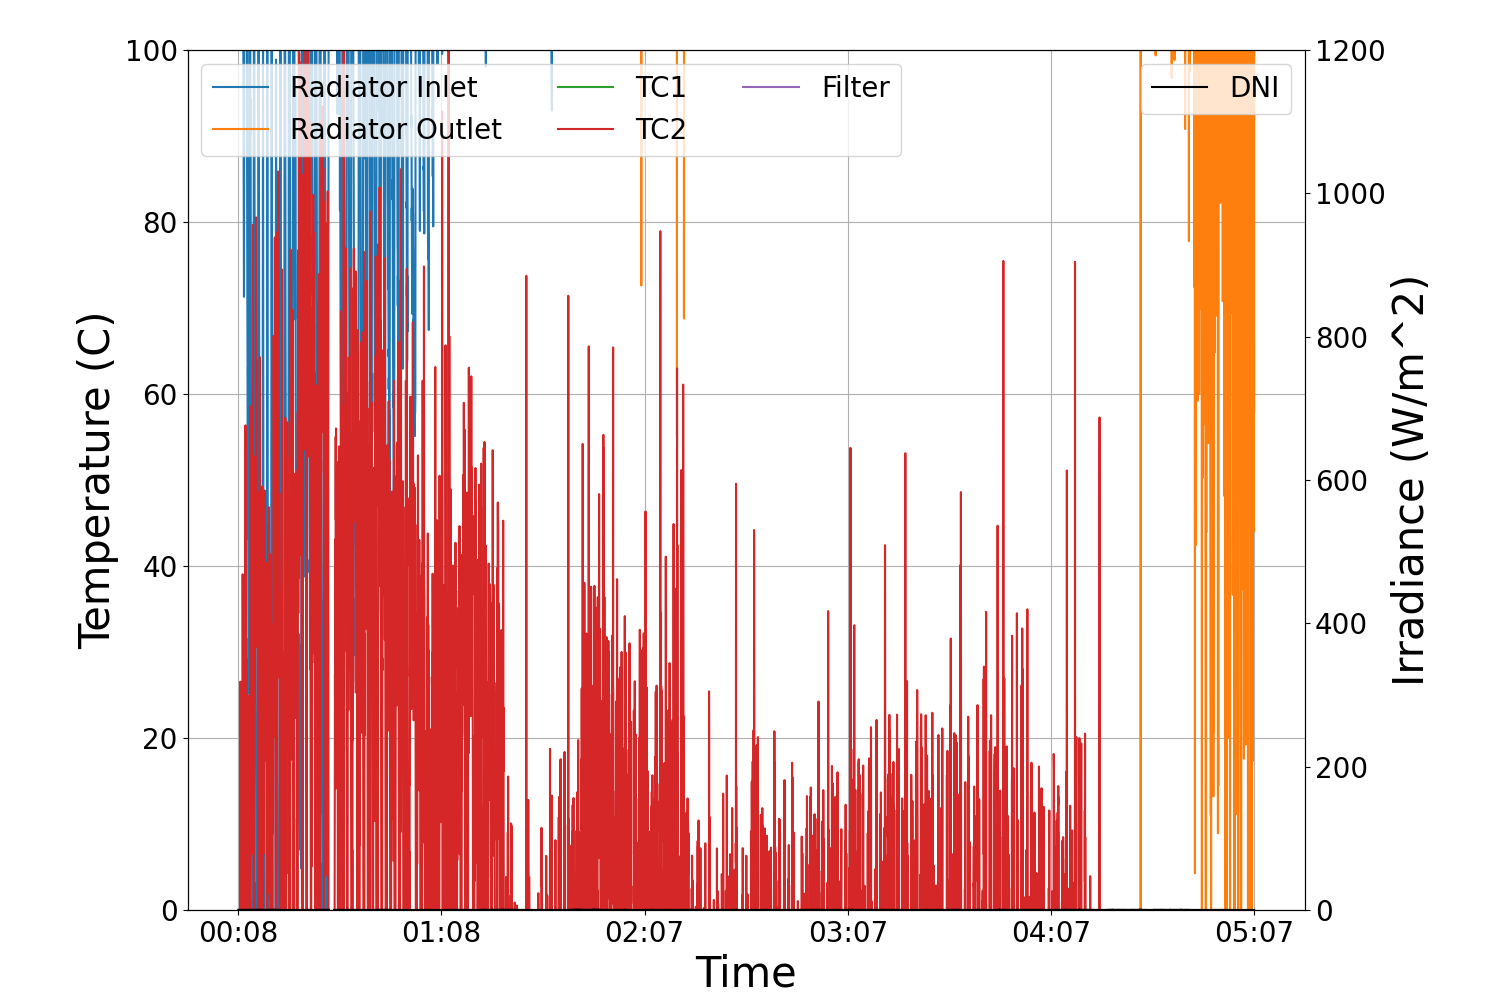 Radiator Inlet
Radiator Outlet
TC1
TC2
Filter
DNI
Temperature (C)
100
80
60
40
20
0
1200
1000
800
600
400
200
0
Irradiance (W/m^2)
00:08 01:08 02:07 03:07 04:07 05:07
Time